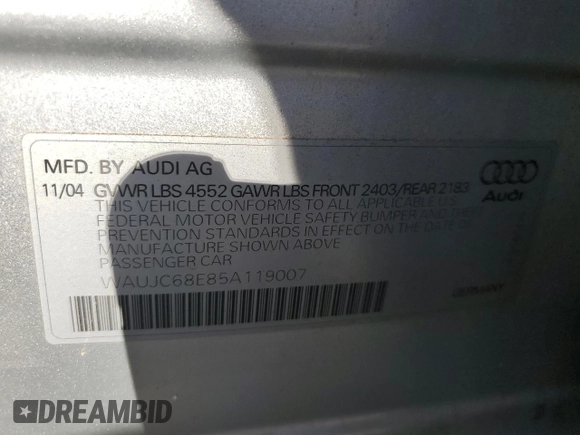 MFD. BY AUDI AG
11/04 GVWR LBS 4552 GAWR LBS FRONT 2403/REAR 2183
THIS VEHICLE CONFORMS TO ALL APPLICABLE U.S.
FEDERAL MOTOR VEHICLE SAFETY BUMPER AND THEFT
PREVENTION STANDARDS IN EFFECT ON THE DATE OF
MANUFACTURE SHOWN ABOVE
PASSENGER CAR
WAUJC68E85A119007
Audi
GERMANY
DREAMBID